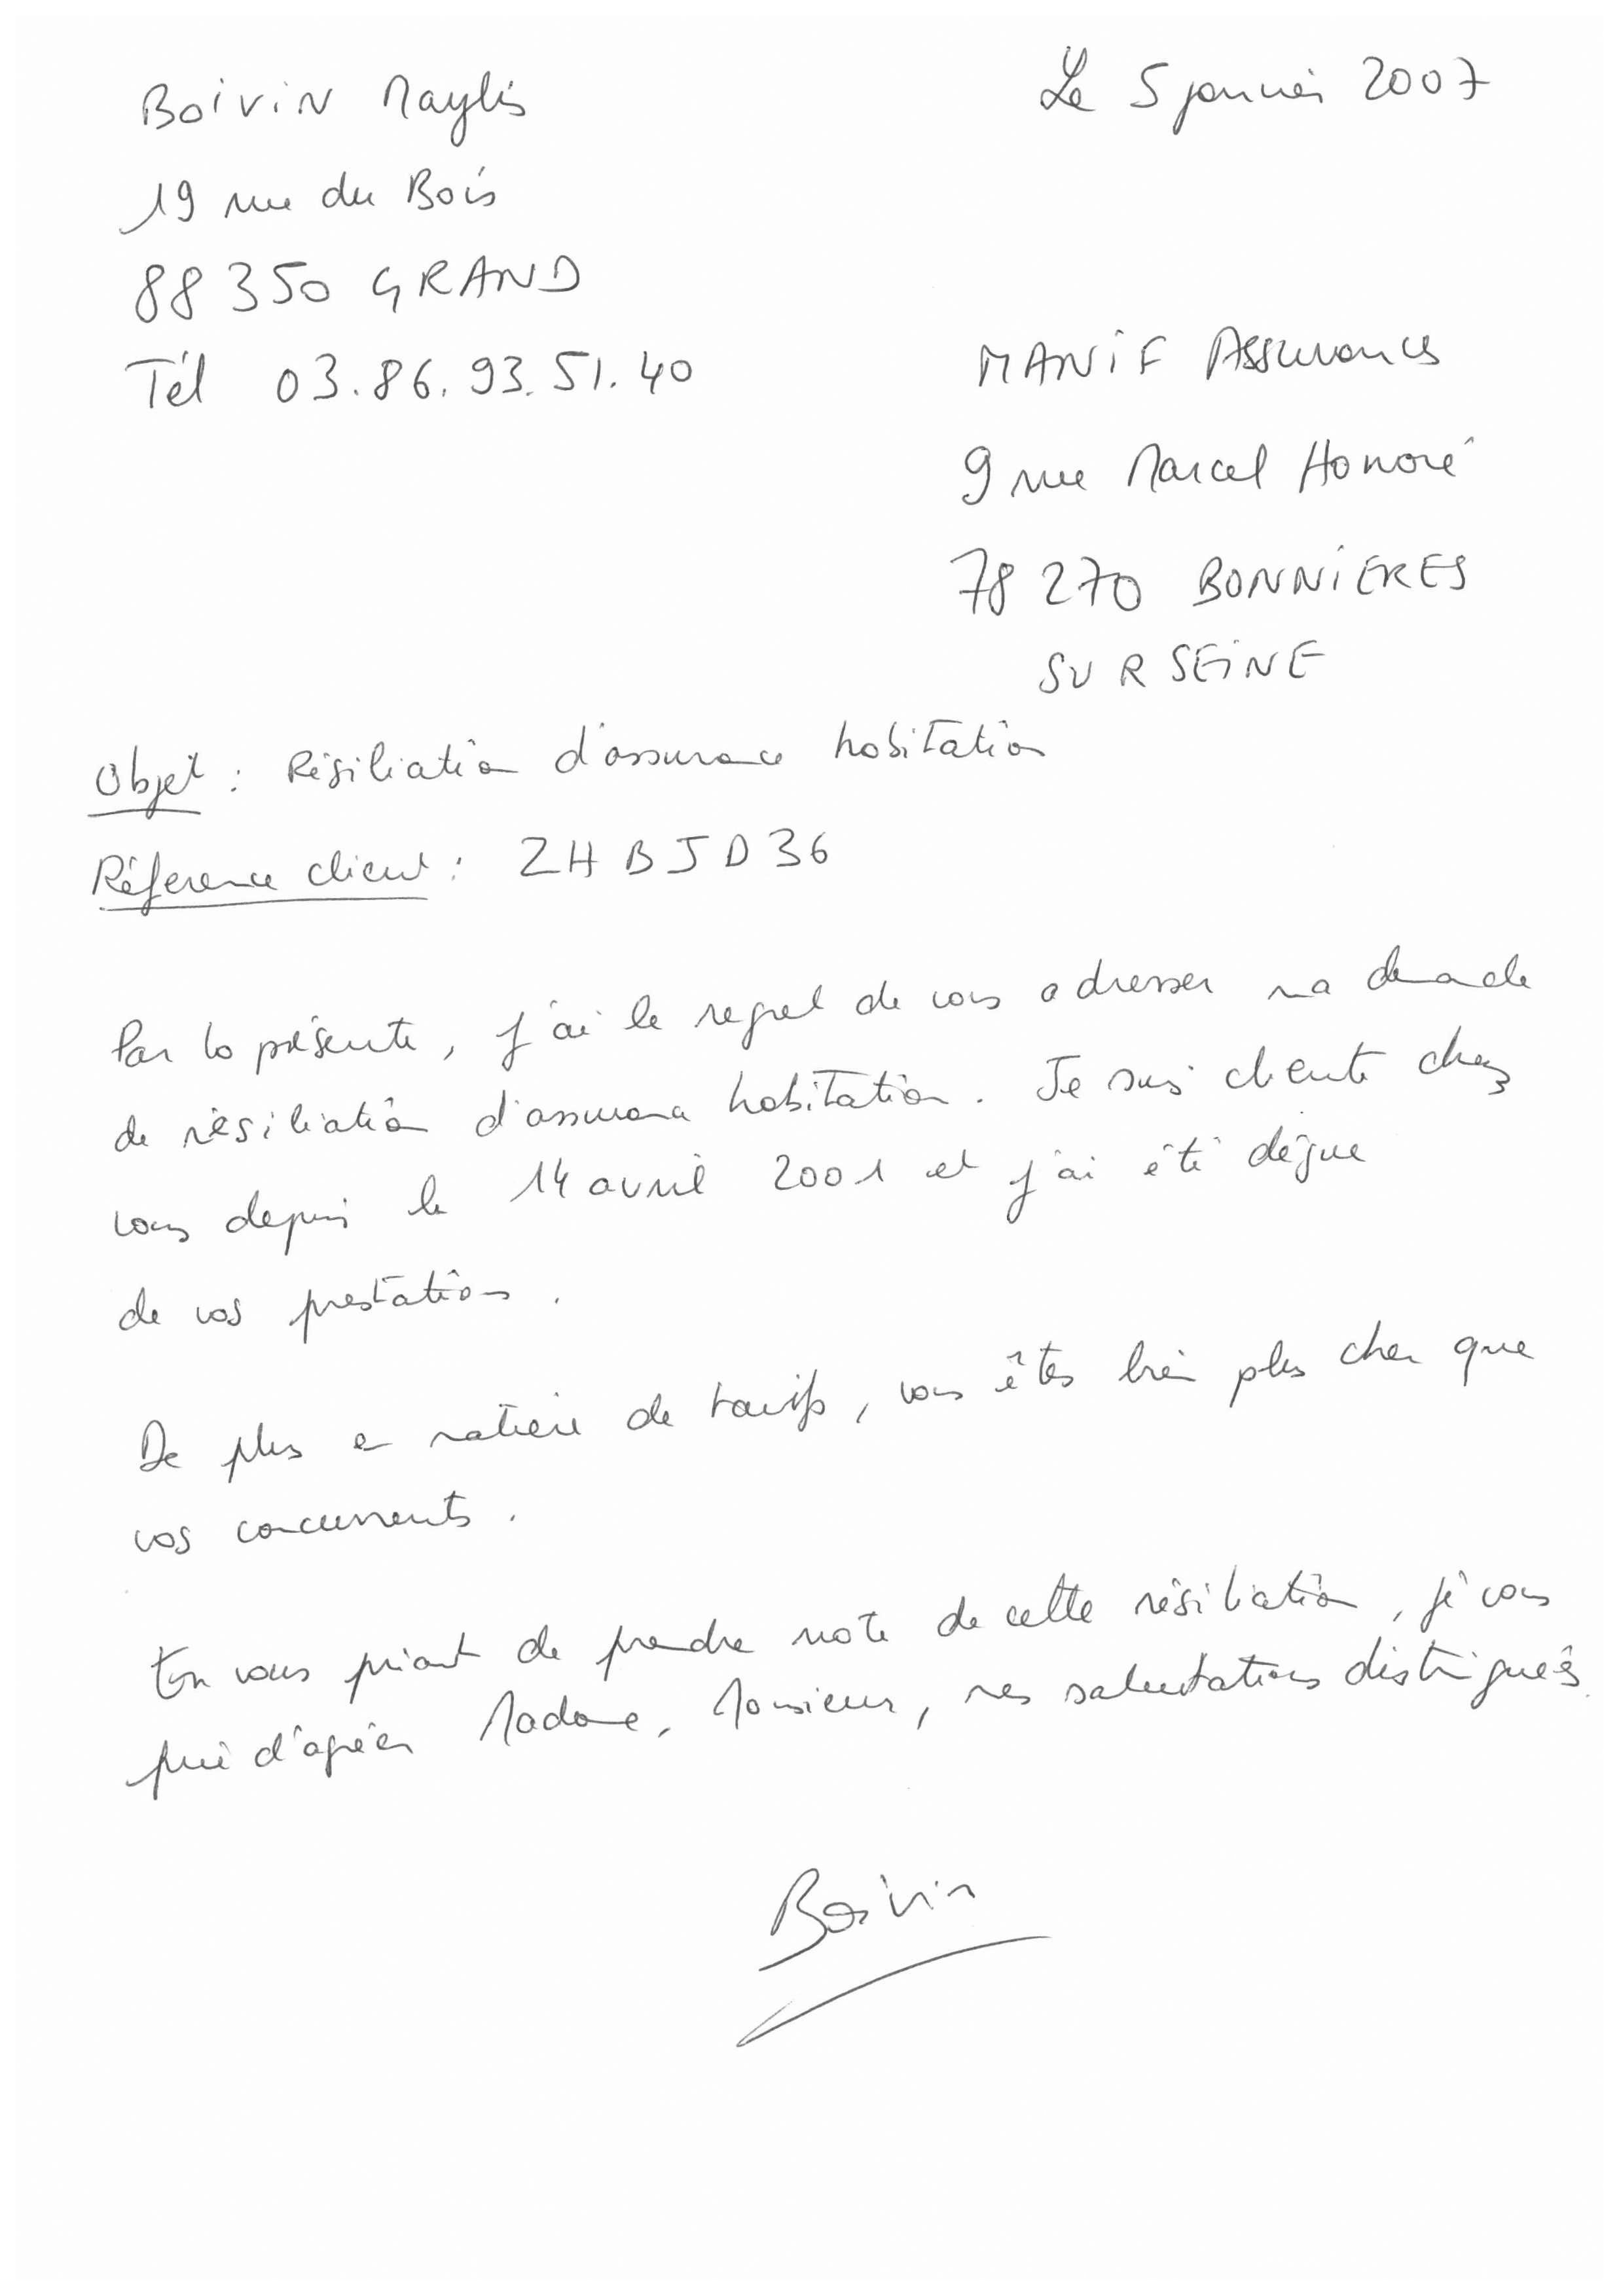 Boivin Maylis
Le 5 janvier 2007
19 rue du Bois
88 350 GRAND
Tél 03.86.93.51.40
MANIF Assurances
9 rue Marcel Honoré
78 270 BONNIERES
SUR SEINE
Objet : Résiliation d'assurance habitation
Référence client : ZHBJD36
Par la présente, j'ai le regret de vous adresser ma demande
de résiliation d'assurance habitation. Je suis cliente chez
vous depuis le 14 avril 2001 et j'ai été déçue
de vos prestations.
De plus en matière de tarifs, vous êtes bien plus cher que
vos concurrents.
En vous priant de prendre note de cette résiliation, je vous
prie d'agréer Madame, Monsieur, mes salutations distinguées.
Boivin